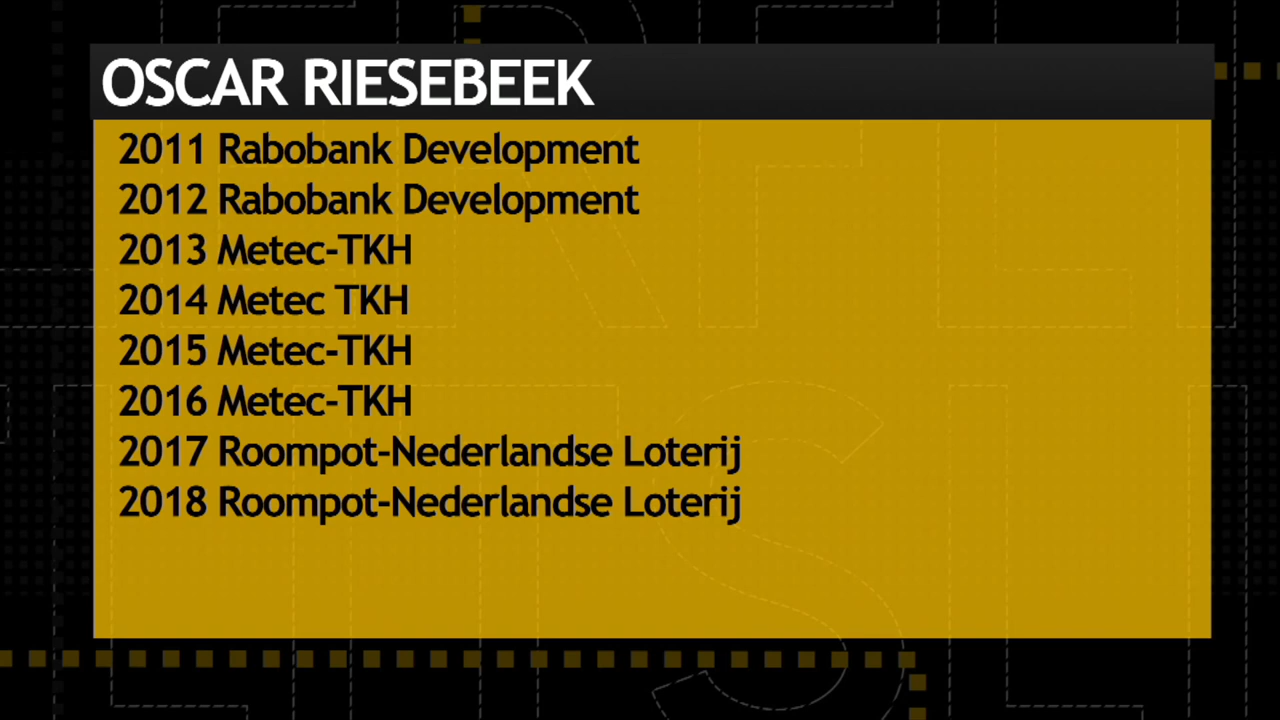 OSCAR RIESEBEEK
2011 Rabobank Development
2012 Rabobank Development
2013 Metec-TKH
2014 Metec TKH
2015 Metec-TKH
2016 Metec-TKH
2017 Roompot-Nederlandse Loterij
2018 Roompot-Nederlandse Loterij